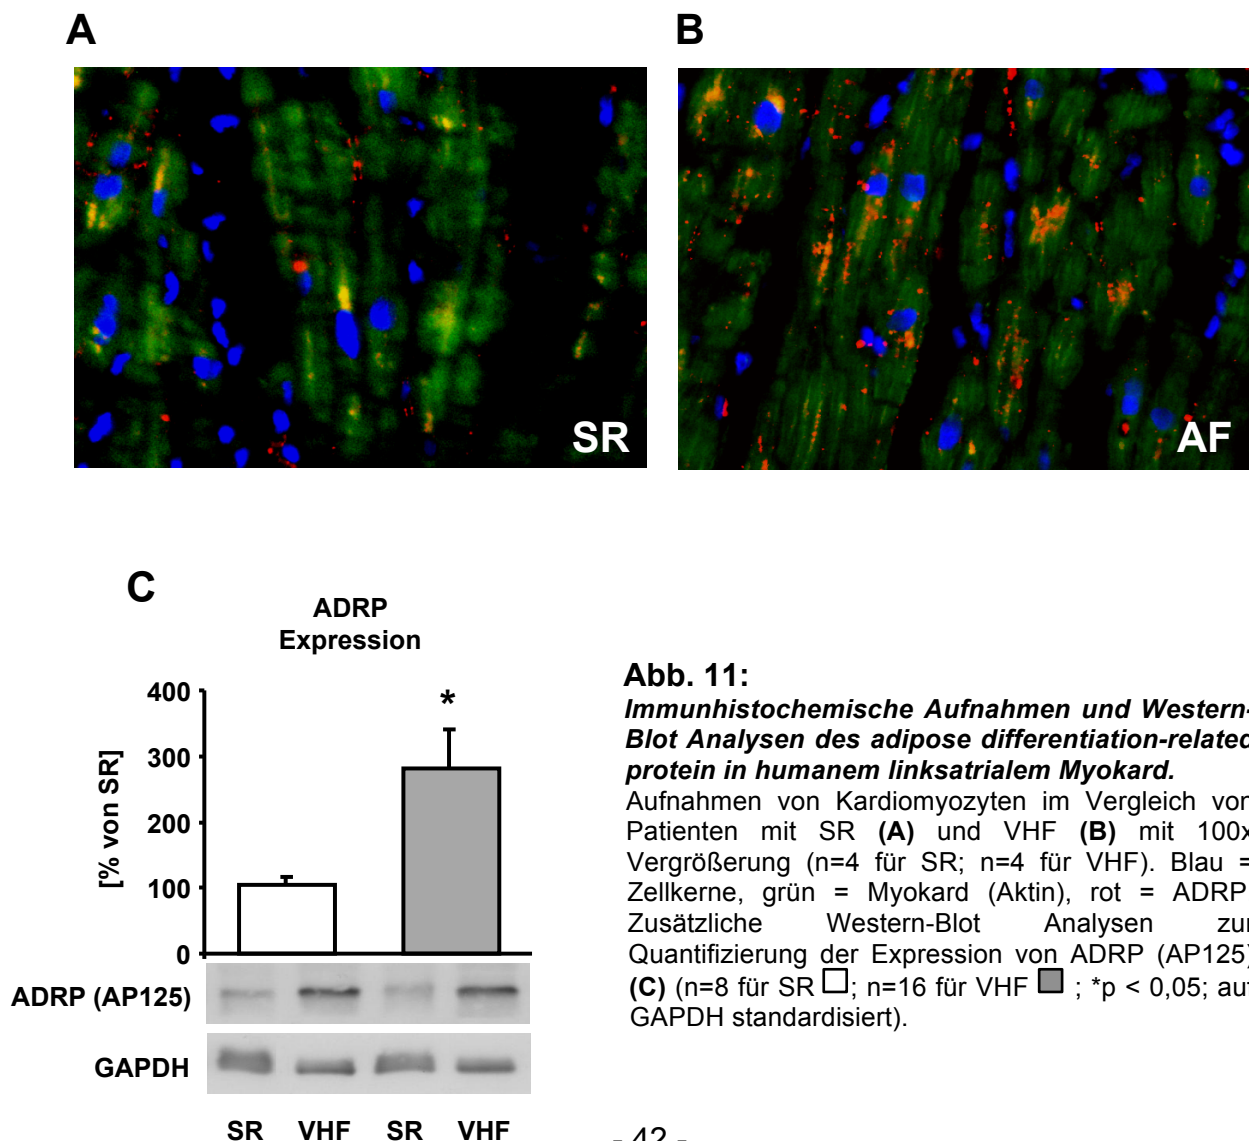 A
B
SR
AF
C
ADRP
Expression
400
300
200
100
0
[% von SR]
*
ADRP (AP125)
GAPDH
SR VHF SR VHF
Abb. 11:
Immunhistochemische Aufnahmen und Western-
Blot Analysen des adipose differentiation-related
protein in humanem linksatrialem Myokard.
Aufnahmen von Kardiomyozyten im Vergleich von
Patienten mit SR (A) und VHF (B) mit 100x
Vergrößerung (n=4 für SR; n=4 für VHF). Blau =
Zellkerne, grün = Myokard (Aktin), rot = ADRP
Zusätzliche Western-Blot Analysen zur
Quantifizierung der Expression von ADRP (AP125)
(C) (n=8 für SR ; n=16 für VHF ; *p < 0,05; auf
GAPDH standardisiert).
- 42 -